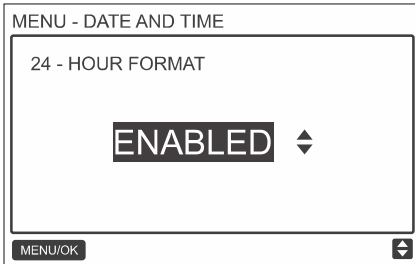 MENU - DATE AND TIME
24 - HOUR FORMAT
ENABLED
MENU/OK